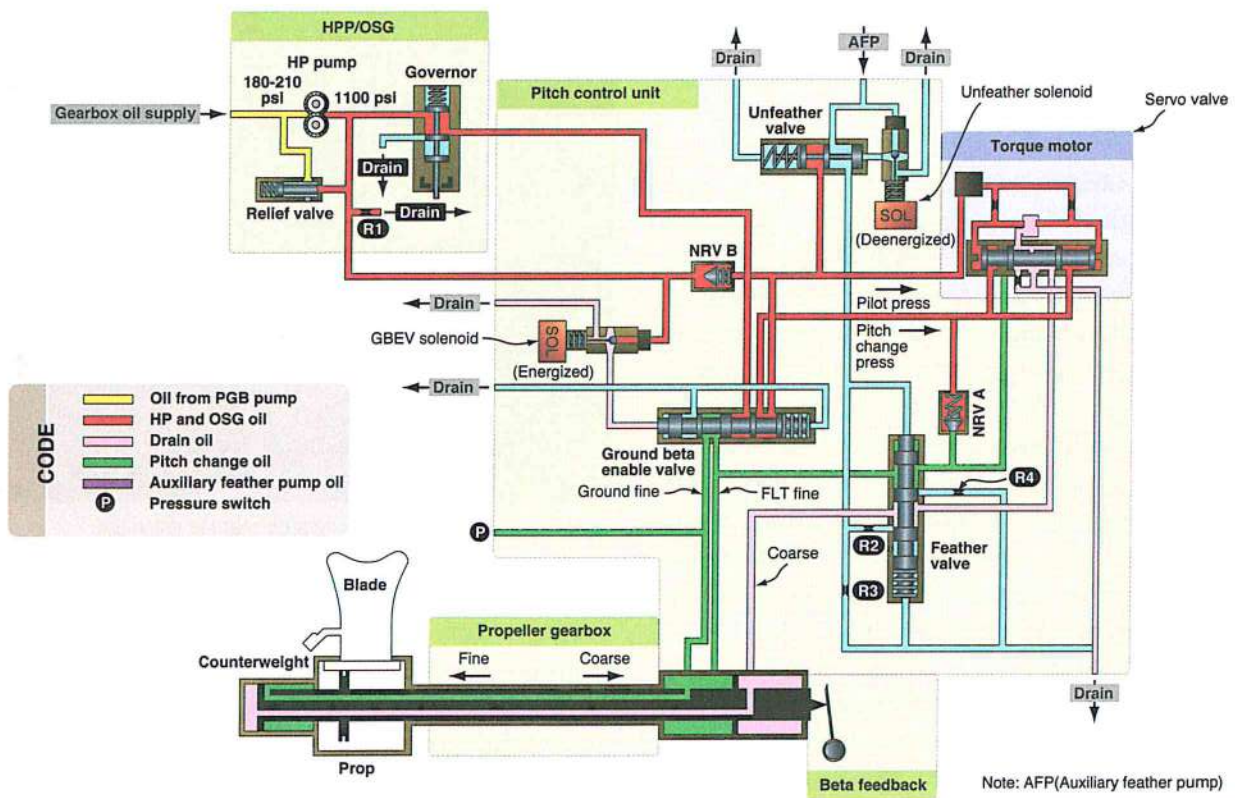 HPP/OSG
HP pump
180-210
psi
1100 psi
Governor
Gearbox oil supply
Drain
Relief valve
R1
Drain
Pitch control unit
Drain
AFP
Drain
Unfeather solenoid
Servo valve
Unfeather
valve
Torque motor
SOL
(Deenergized)
NRV B
Pilot press
Pitch
change
press
Drain
GBEV solenoid
SOL
(Energized)
Drain
NRV A
Ground beta
enable valve
Ground fine
FLT fine
R4
R2
Feather
valve
R3
Coarse
P
CODE
Oil from PGB pump
HP and OSG oil
Drain oil
Pitch change oil
Auxiliary feather pump oil
P Pressure switch
Blade
Counterweight
Propeller gearbox
Fine
Coarse
Prop
Drain
Beta feedback
Note: AFP(Auxiliary feather pump)